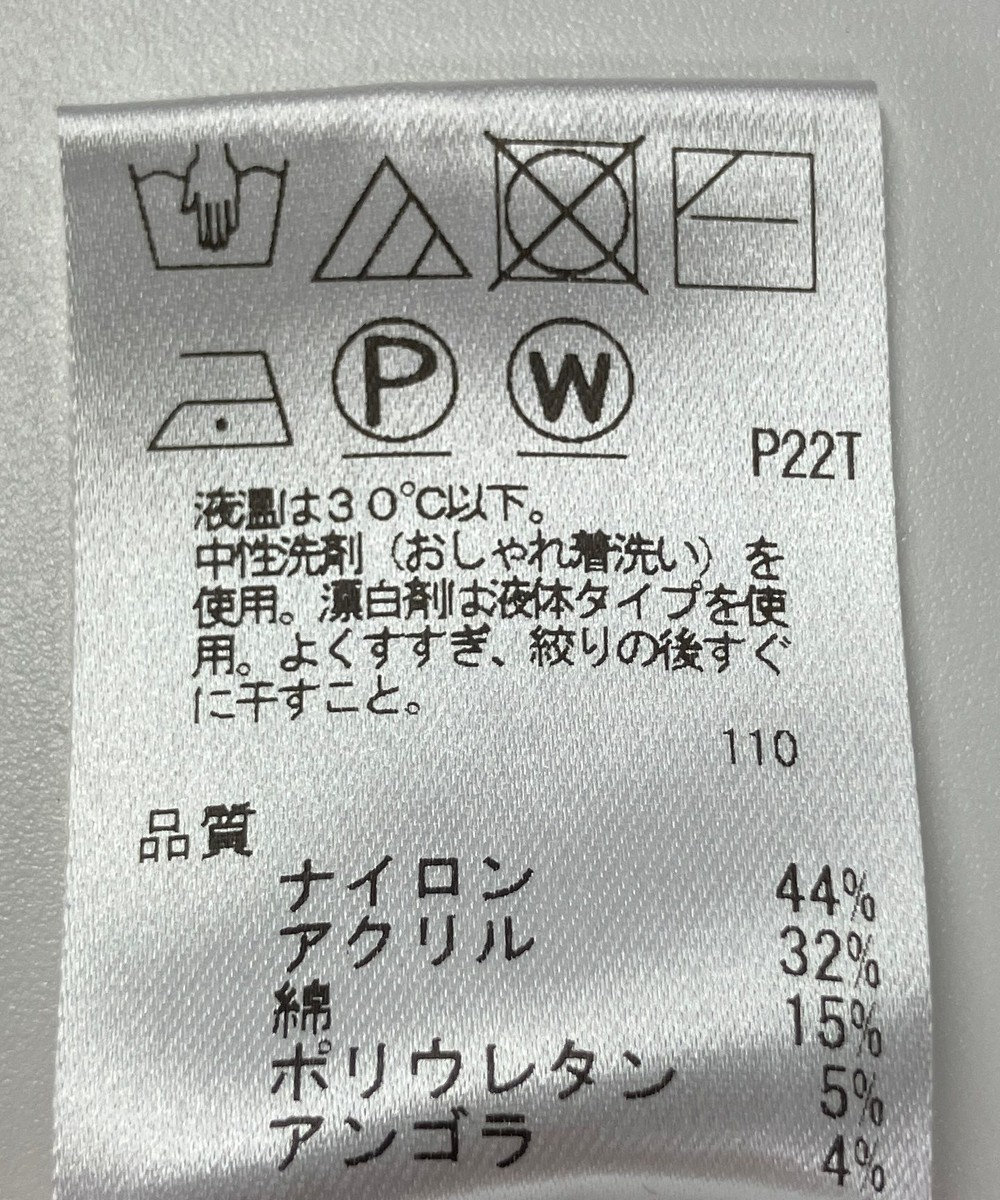 P W
P22T
液温は30℃以下。
中性洗剤（おしゃれ着洗い）を
使用。漂白剤は液体タイプを使
用。よくすすぎ、絞りの後すぐ
に干すこと。
110
品質
ナイロン 44%
アクリル 32%
綿 15%
ポリウレタン 5%
アンゴラ 4%